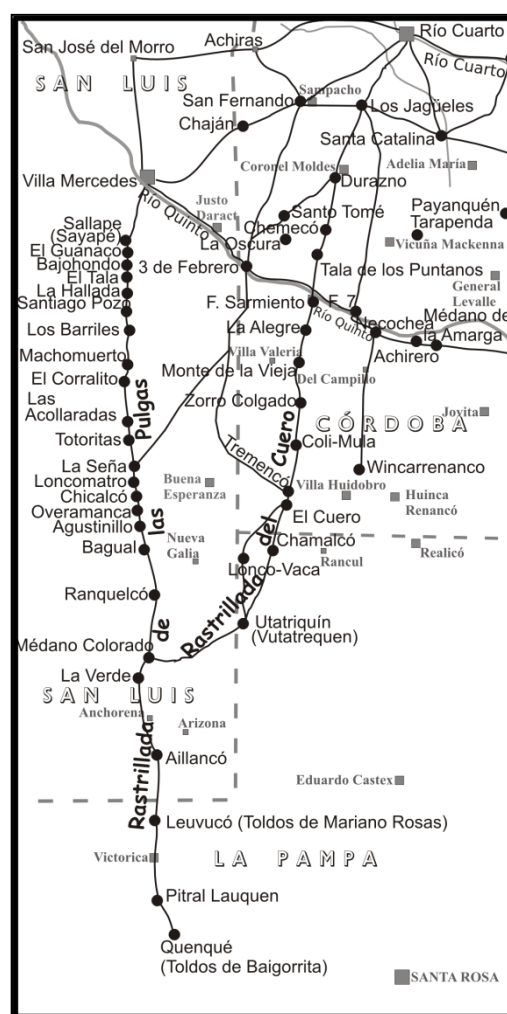 Río Cuarto
Achiras
San José del Morro
Río Cuarto
SAN LUIS
Sampacho
San Fernando
Los Jagüeles
Chaján
Santa Catalina
Coronel Moldes
Adelia María
Villa Mercedes
Durazno
Justo
Daract
Río Quinto
Santo Tomé
Payanquén
Tarapenda
Sallape
(Sayapé)
Chemecó
La Oscura
Vicuña Mackenna
El Guanaco
Bajohondo
3 de Febrero
Tala de los Puntanos
General
Levalle
El Tala
La Hallada
Santiago Pozo
F. Sarmiento
F. 7
Río Quinto
Necochea
Médano de
la Amarga
Los Barriles
La Alegre
Achirero
Villa Valeria
Machomuerto
Monte de la Vieja
Del Campillo
El Corralito
Zorro Colgado
Las
Acollaradas
Pulgas
Cuero
CÓRDOBA
Jovita
Totoritas
Coli-Mula
La Seña
Tremencó
Wincarrenanco
Loncomatro
Buena
Esperanza
Villa Huidobro
Huinca
Renancó
Chicalcó
Overamanca
El Cuero
Agustinillo
las
del
Nueva
Galia
Chamalcó
Bagual
Rancul
Realicó
Lonco-Vaca
Ranquelcó
Rastrillada
Utatriquín
(Vutatrequen)
de
Médano Colorado
La Verde
SAN LUIS
Anchorena
Arizona
Rastrillada
Aillancó
Eduardo Castex
Leuvucó (Toldos de Mariano Rosas)
Victorica
LA PAMPA
Pitral Lauquen
Quenqué
(Toldos de Baigorrita)
SANTA ROSA